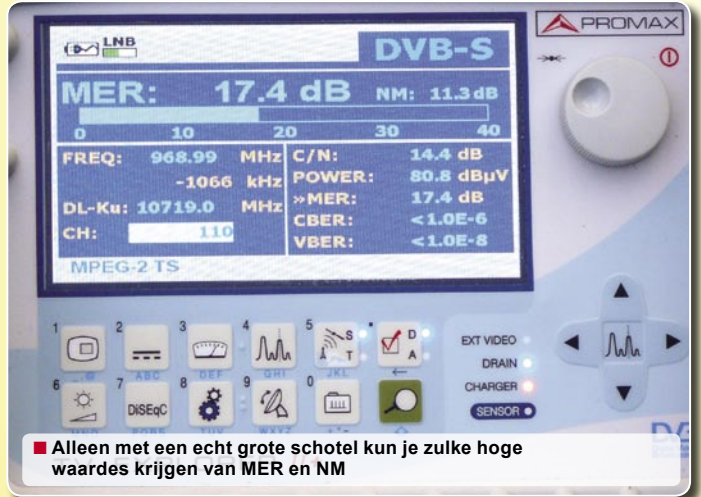 PROMAX
LNB
DVB-S
MER: 17.4 dB NM: 11.3 dB
0 10 20 30 40
FREQ: 968.99 MHz
-1066 kHz
DL-Ku: 10719.0 MHz
CH: 110
C/N: 14.4 dB
POWER: 80.8 dBµV
»MER: 17.4 dB
CBER: <1.0E-6
VBER: <1.0E-8
MPEG-2 TS
1 2 3 4 5 S D
T A
ABC DEF GHI JKL
6 7 8 9 0
DiSEqC
EXT VIDEO
DRAIN
CHARGER
SENSOR
Alleen met een echt grote schotel kun je zulke hoge
waardes krijgen van MER en NM